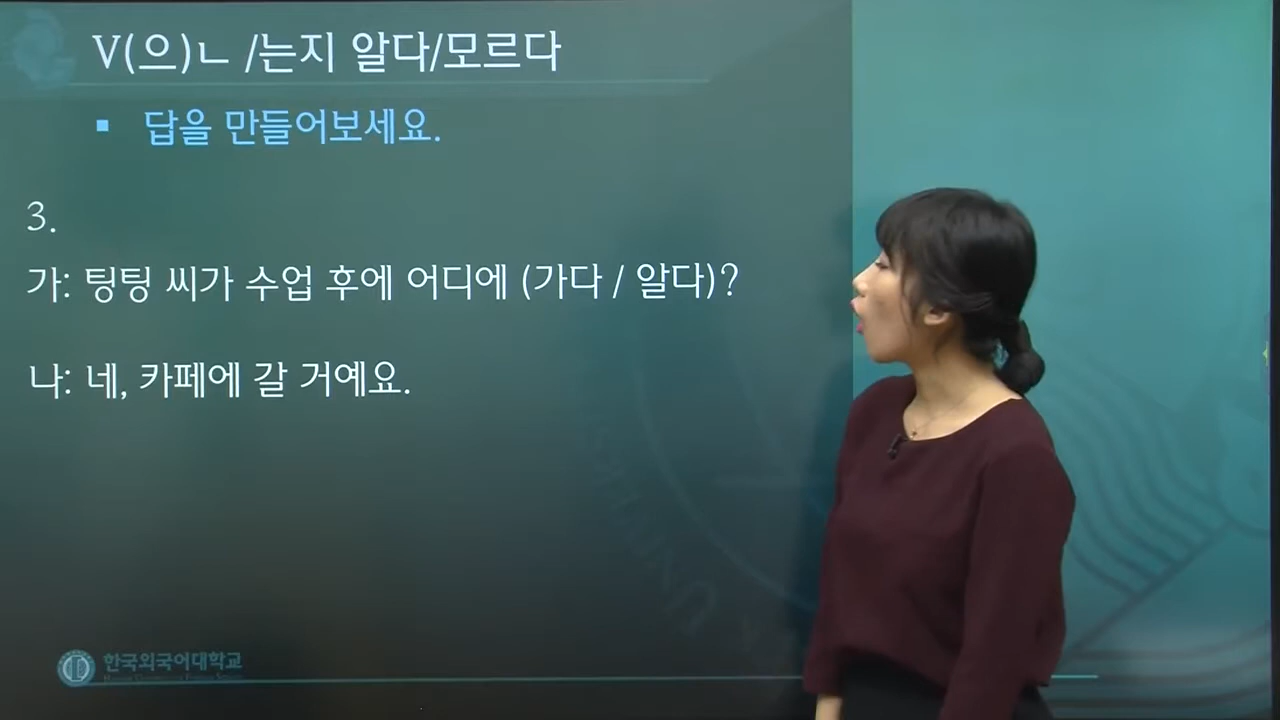 V(으)ㄴ /는지 알다/모르다
▪ 답을 만들어보세요.
3.
가: 팅팅 씨가 수업 후에 어디에 (가다 / 알다)?
나: 네, 카페에 갈 거예요.
한국외국어대학교